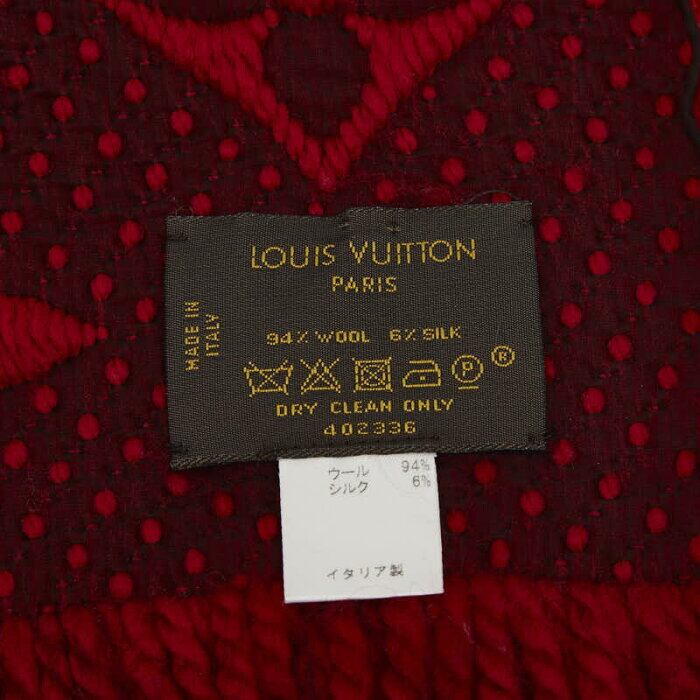 LOUIS VUITTON
PARIS
MADE IN
ITALY
94% WOOL 6% SILK
P
®
DRY CLEAN ONLY
402336
ウール 94%
シルク 6%
イタリア製